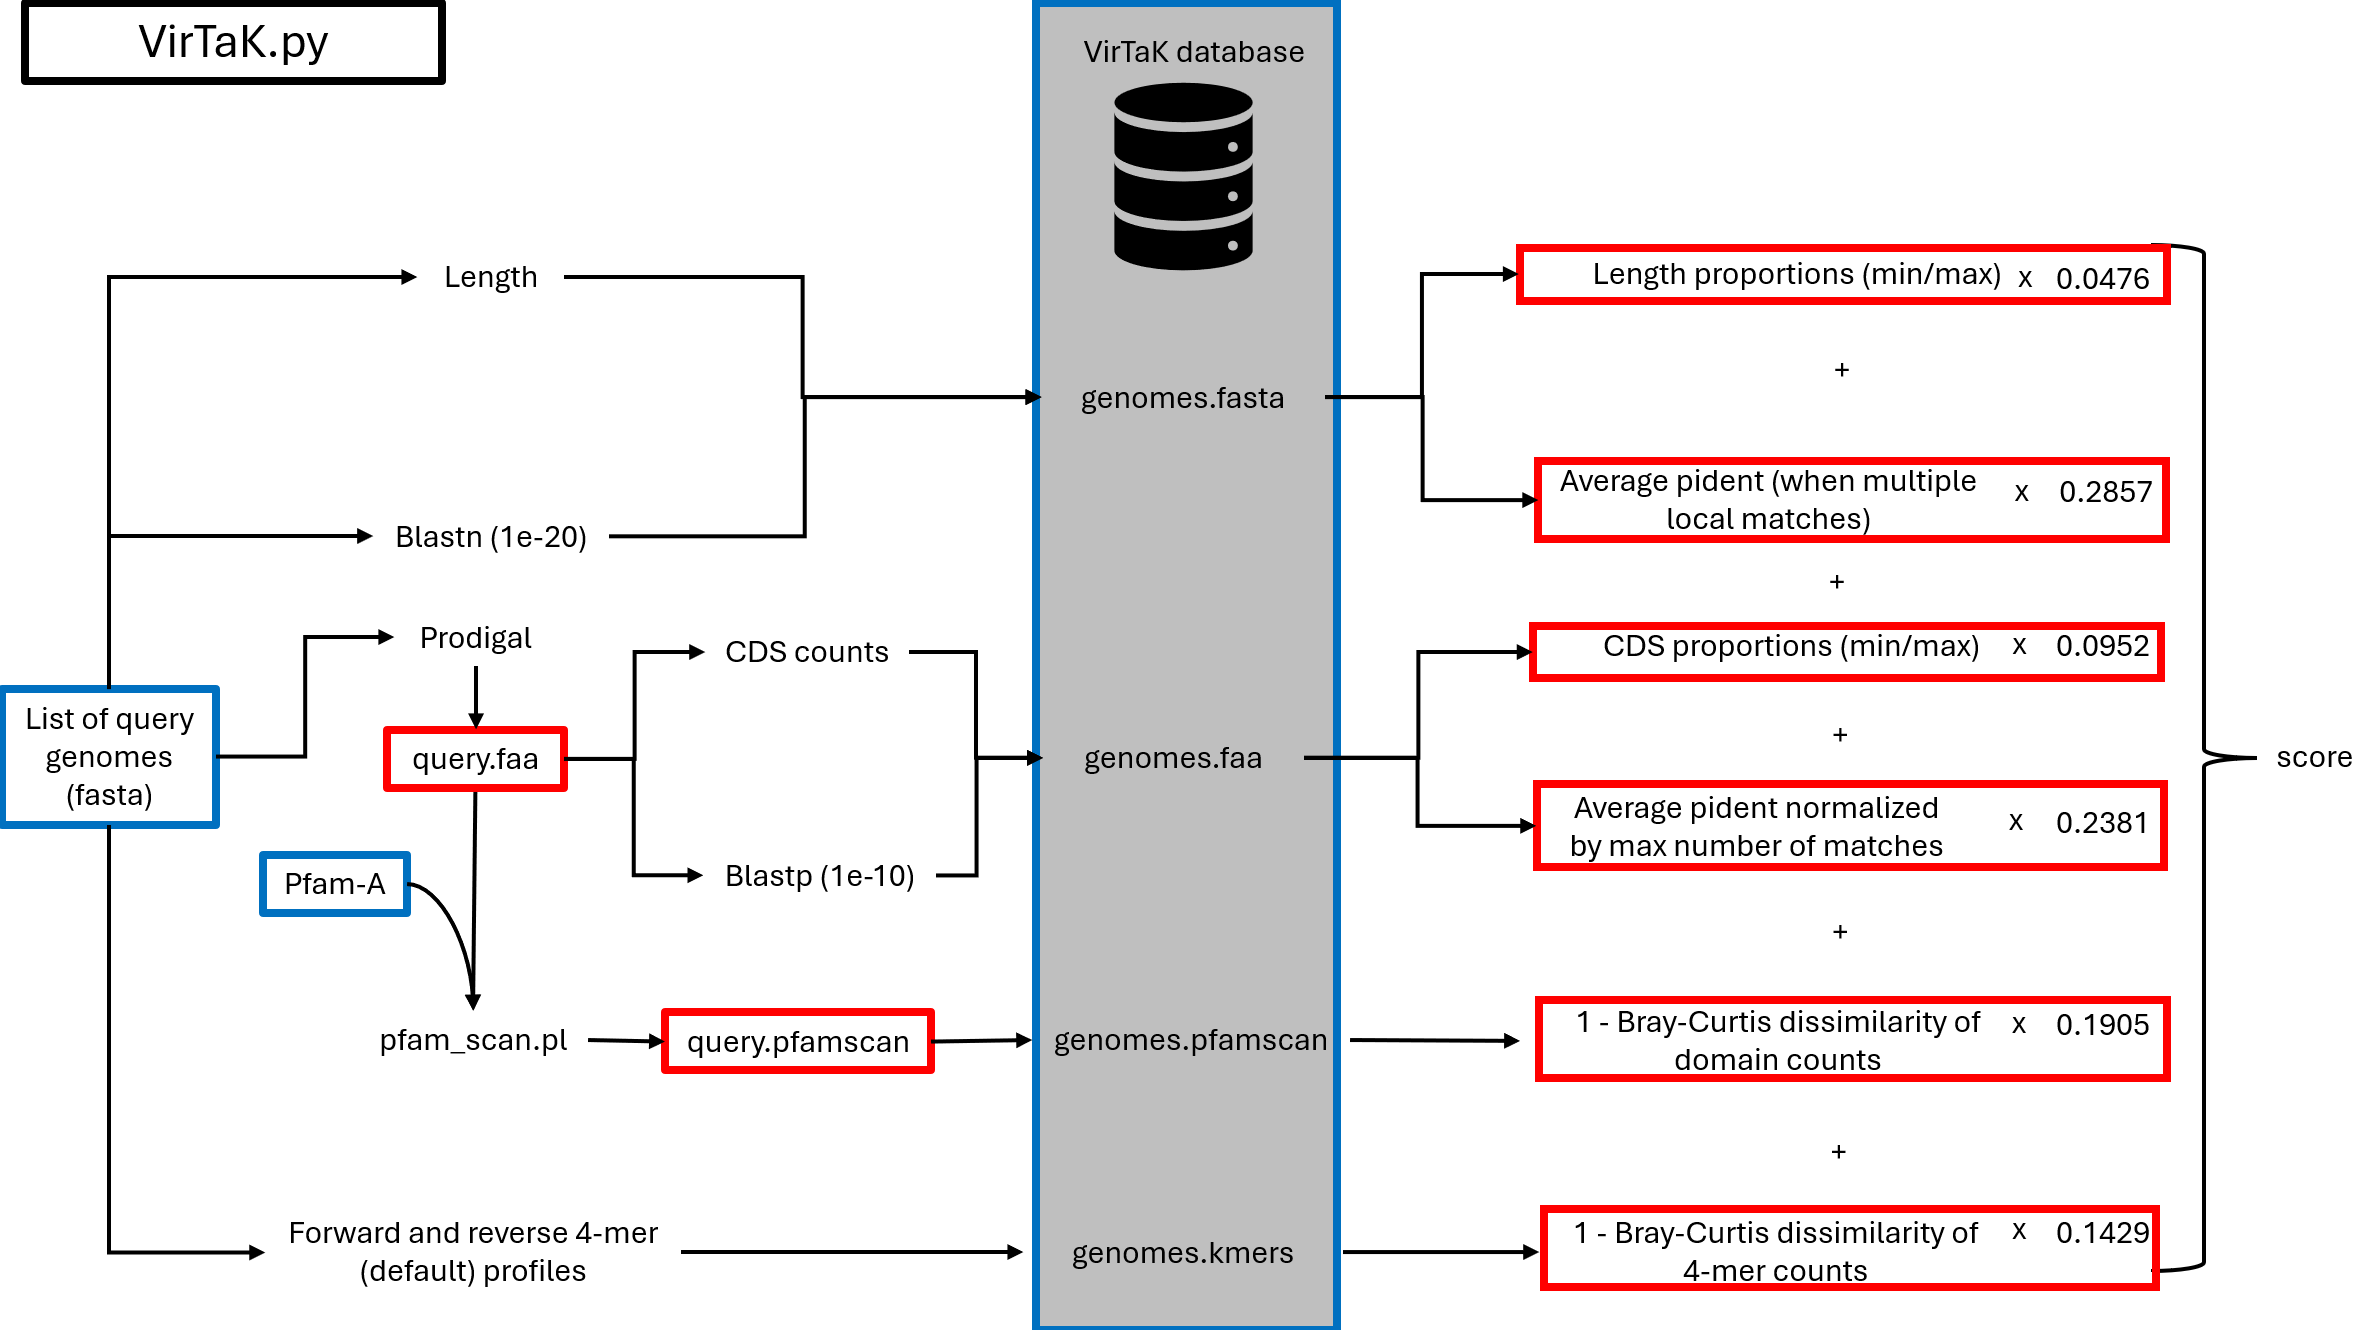 VirTaK.py
VirTaK database
Length
Length proportions (min/max) x 0.0476
+
genomes.fasta
Blastn (1e-20)
Average pident (when multiple
local matches)
x 0.2857
+
Prodigal
CDS counts
CDS proportions (min/max) x 0.0952
+
List of query
genomes
(fasta)
query.faa
genomes.faa
score
Pfam-A
Blastp (1e-10)
Average pident normalized
by max number of matches
x 0.2381
+
pfam_scan.pl
query.pfamscan
genomes.pfamscan
1 - Bray-Curtis dissimilarity of
domain counts
x 0.1905
+
Forward and reverse 4-mer
(default) profiles
genomes.kmers
1 - Bray-Curtis dissimilarity of
4-mer counts
x 0.1429